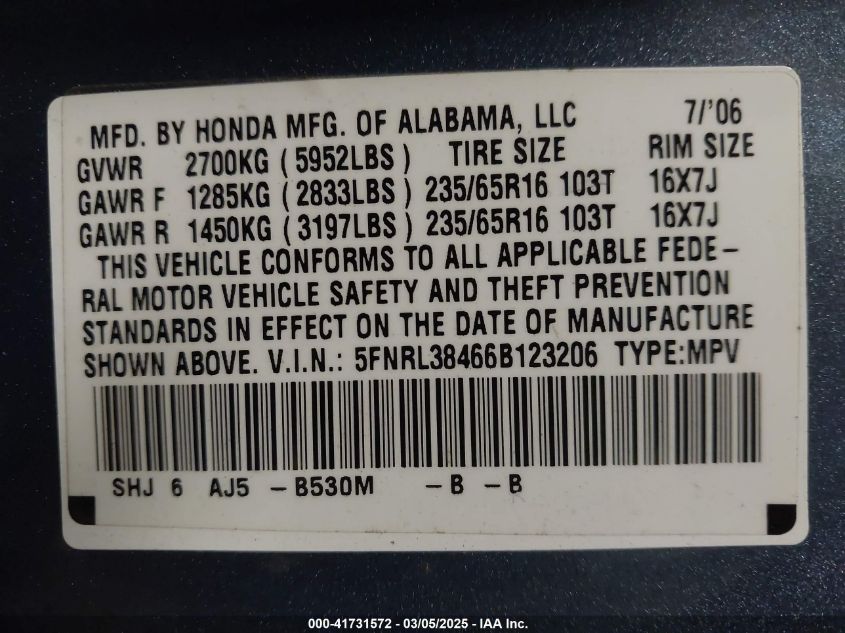 MFD. BY HONDA MFG. OF ALABAMA, LLC 7/'06
GVWR 2700KG ( 5952LBS ) TIRE SIZE RIM SIZE
GAWR F 1285KG ( 2833LBS ) 235/65R16 103T 16X7J
GAWR R 1450KG ( 3197LBS ) 235/65R16 103T 16X7J
THIS VEHICLE CONFORMS TO ALL APPLICABLE FEDE-
RAL MOTOR VEHICLE SAFETY AND THEFT PREVENTION
STANDARDS IN EFFECT ON THE DATE OF MANUFACTURE
SHOWN ABOVE. V.I.N.: 5FNRL38466B123206 TYPE:MPV
SHJ 6 AJ5 -B530M -B -B
000-41731572 — 03/05/2025 — IAA Inc.